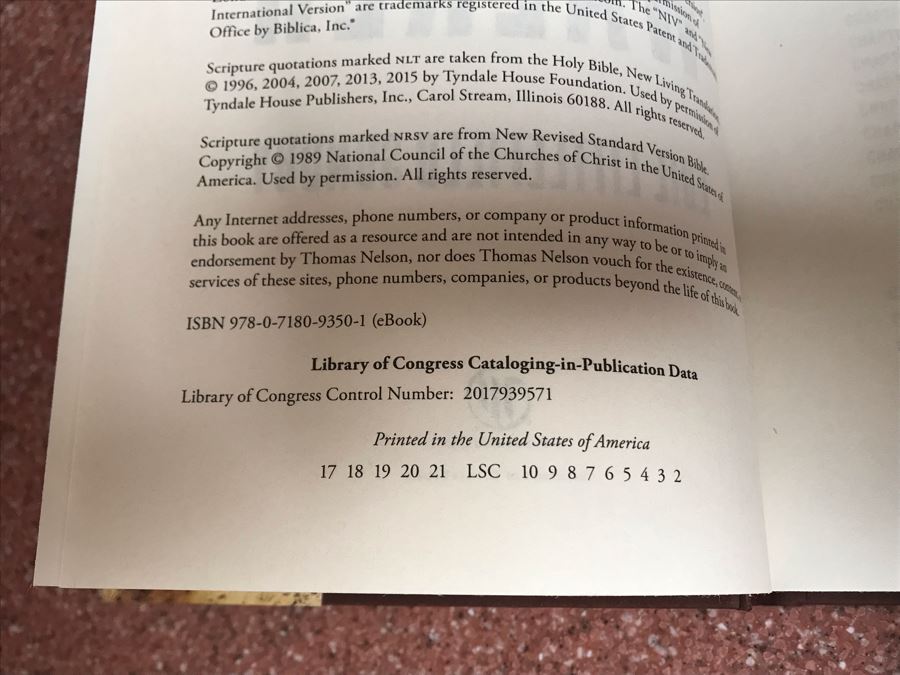 International Version" are trademarks registered in the United States Patent and Trademark
Office by Biblica, Inc.®
Scripture quotations marked NLT are taken from the Holy Bible, New Living Translation,
© 1996, 2004, 2007, 2013, 2015 by Tyndale House Foundation. Used by permission of
Tyndale House Publishers, Inc., Carol Stream, Illinois 60188. All rights reserved.
Scripture quotations marked NRSV are from New Revised Standard Version Bible.
Copyright © 1989 National Council of the Churches of Christ in the United States of
America. Used by permission. All rights reserved.
Any Internet addresses, phone numbers, or company or product information printed in
this book are offered as a resource and are not intended in any way to be or to imply an
endorsement by Thomas Nelson, nor does Thomas Nelson vouch for the existence, content, or
services of these sites, phone numbers, companies, or products beyond the life of this book.
ISBN 978-0-7180-9350-1 (eBook)
Library of Congress Cataloging-in-Publication Data
Library of Congress Control Number: 2017939571
Printed in the United States of America
17 18 19 20 21 LSC 10 9 8 7 6 5 4 3 2